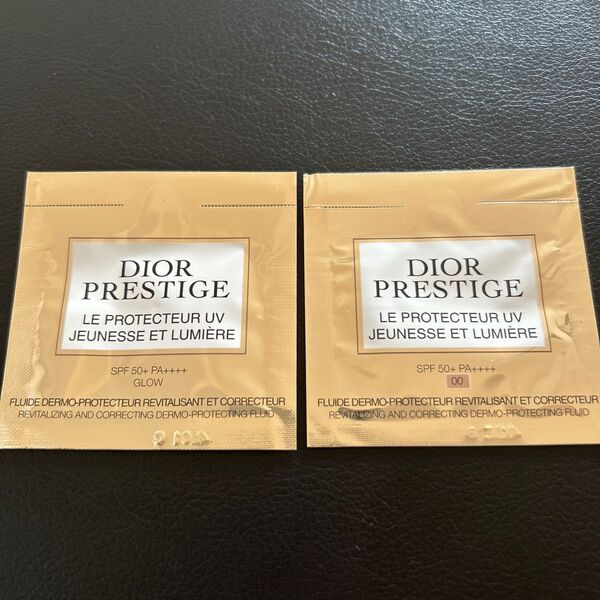 DIOR
PRESTIGE
LE PROTECTEUR UV
JEUNESSE ET LUMIÈRE
SPF 50+ PA++++
GLOW
FLUIDE DERMO-PROTECTEUR REVITALISANT ET CORRECTEUR
REVITALIZING AND CORRECTING DERMO-PROTECTING FLUID
DIOR
PRESTIGE
LE PROTECTEUR UV
JEUNESSE ET LUMIÈRE
SPF 50+ PA++++
00
FLUIDE DERMO-PROTECTEUR REVITALISANT ET CORRECTEUR
REVITALIZING AND CORRECTING DERMO-PROTECTING FLUID